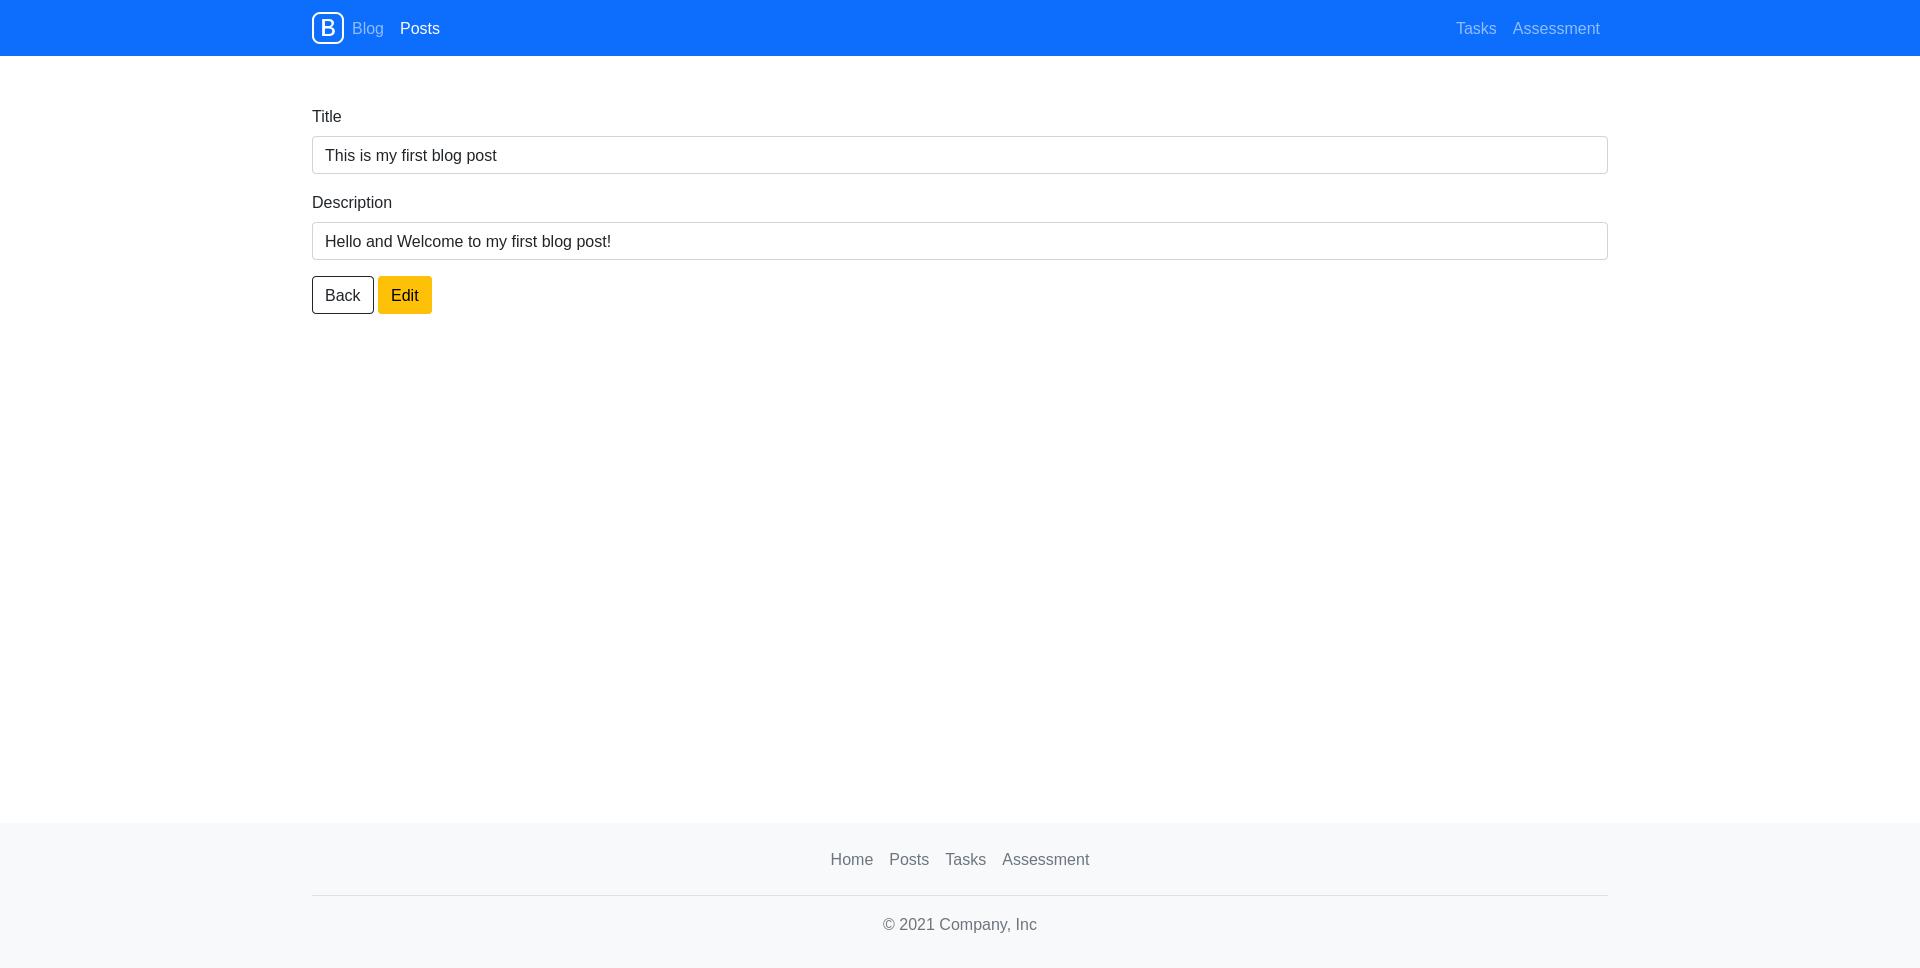 B Blog Posts Tasks Assessment
Title
This is my first blog post
Description
Hello and Welcome to my first blog post!
Back Edit
Home Posts Tasks Assessment
© 2021 Company, Inc